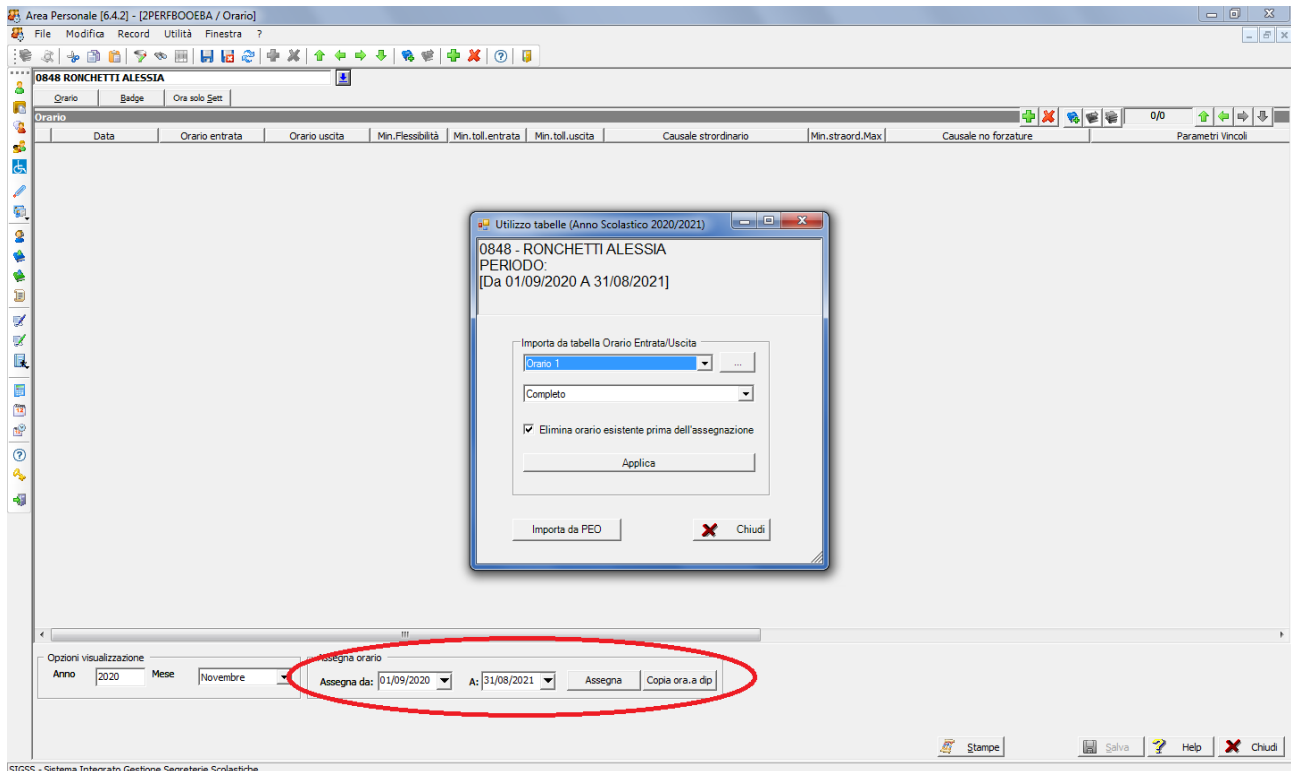 Area Personale [6.4.2] - [2PERFBOOEBA / Orario]
File Modifica Record Utilità Finestra ?
0848 RONCHETTI ALESSIA
Orario Badge Ora solo Sett
Orario 0/0
Data Orario entrata Orario uscita Min.Flessibilità Min.toll.entrata Min.toll.uscita Causale strordinario Min.straord.Max Causale no forzature Parametri Vincoli
Utilizzo tabelle (Anno Scolastico 2020/2021)
0848 - RONCHETTI ALESSIA
PERIODO:
[Da 01/09/2020 A 31/08/2021]
Importa da tabella Orario Entrata/Uscita
Orario 1 ...
Completo
Elimina orario esistente prima dell'assegnazione
Applica
Importa da PEO Chiudi
Opzioni visualizzazione Assegna orario
Anno 2020 Mese Novembre Assegna da: 01/09/2020 A: 31/08/2021 Assegna Copia ora.a dip
Stampe Salva Help Chiudi
SIGSS - Sistema Integrato Gestione Segreterie Scolastiche